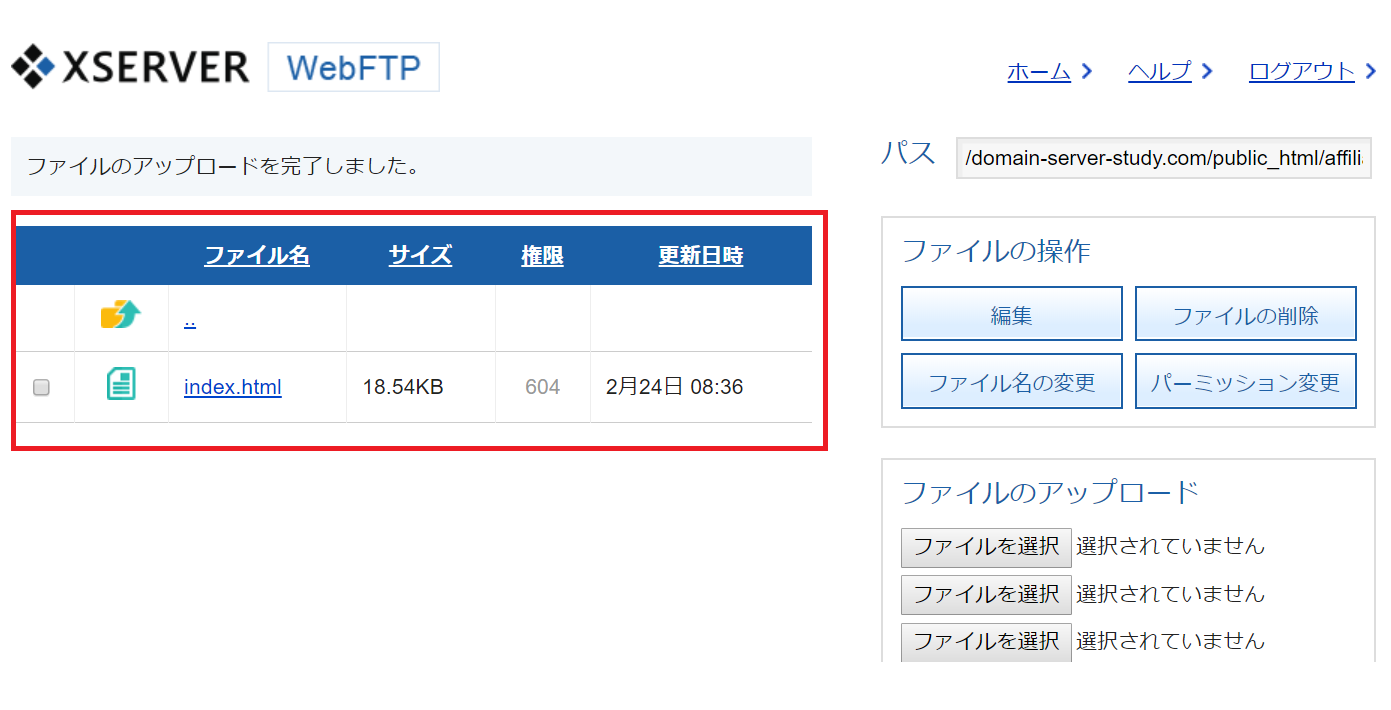 XSERVER WebFTP
ホーム ヘルプ ログアウト
ファイルのアップロードを完了しました。
ファイル名 サイズ 権限 更新日時
..
index.html 18.54KB 604 2月24日 08:36
パス /domain-server-study.com/public_html/affili
ファイルの操作
編集 ファイルの削除
ファイル名の変更 パーミッション変更
ファイルのアップロード
ファイルを選択 選択されていません
ファイルを選択 選択されていません
ファイルを選択 選択されていません